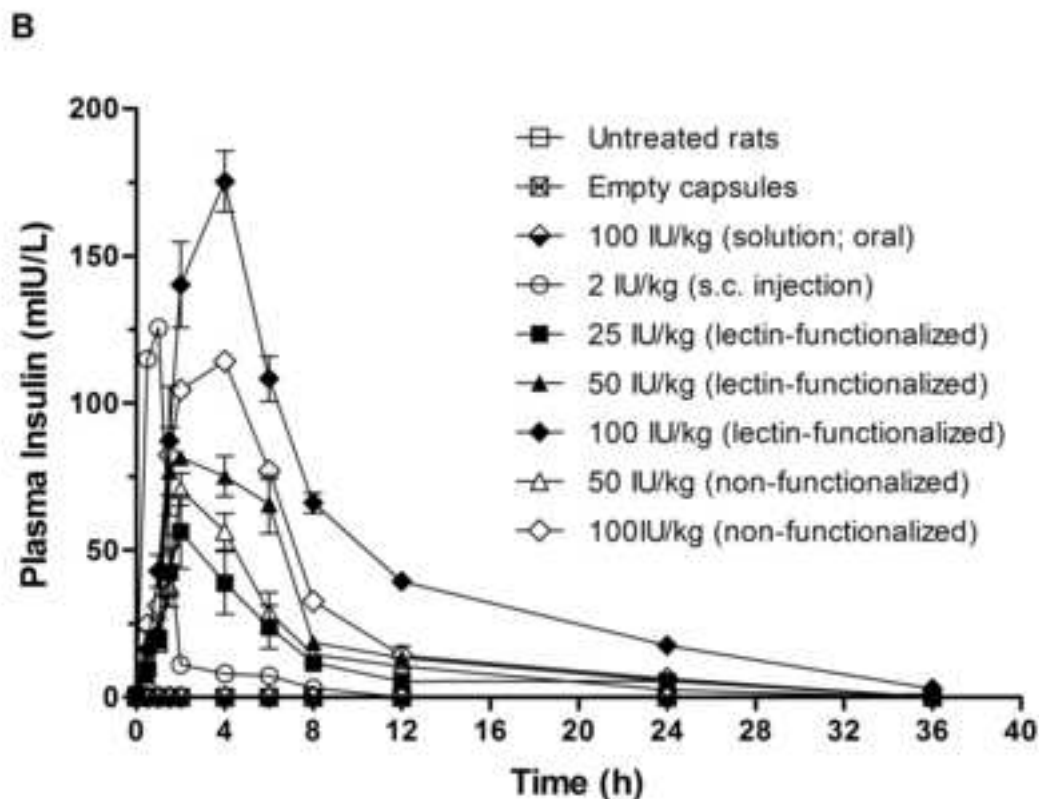 B
Plasma Insulin (mIU/L)
200
150
100
50
0
Untreated rats
Empty capsules
100 IU/kg (solution; oral)
2 IU/kg (s.c. injection)
25 IU/kg (lectin-functionalized)
50 IU/kg (lectin-functionalized)
100 IU/kg (lectin-functionalized)
50 IU/kg (non-functionalized)
100IU/kg (non-functionalized)
0 4 8 12 16 20 24 28 32 36 40
Time (h)